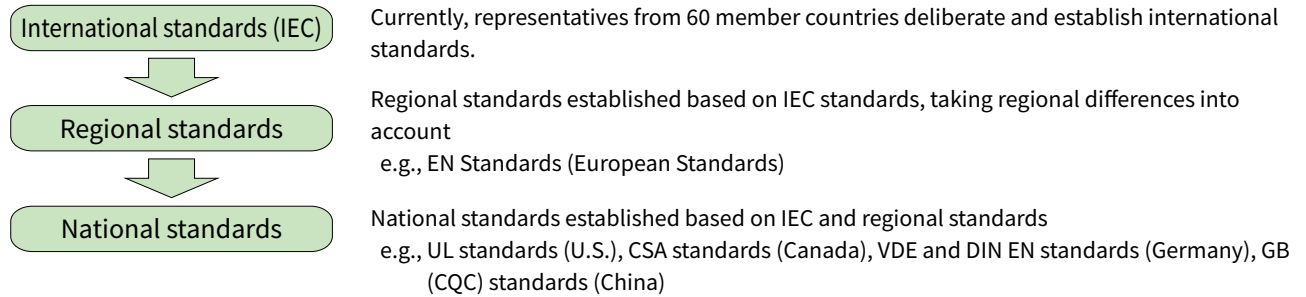 International standards (IEC)
Currently, representatives from 60 member countries deliberate and establish international
standards.
Regional standards
Regional standards established based on IEC standards, taking regional differences into
account
e.g., EN Standards (European Standards)
National standards
National standards established based on IEC and regional standards
e.g., UL standards (U.S.), CSA standards (Canada), VDE and DIN EN standards (Germany), GB
(CQC) standards (China)